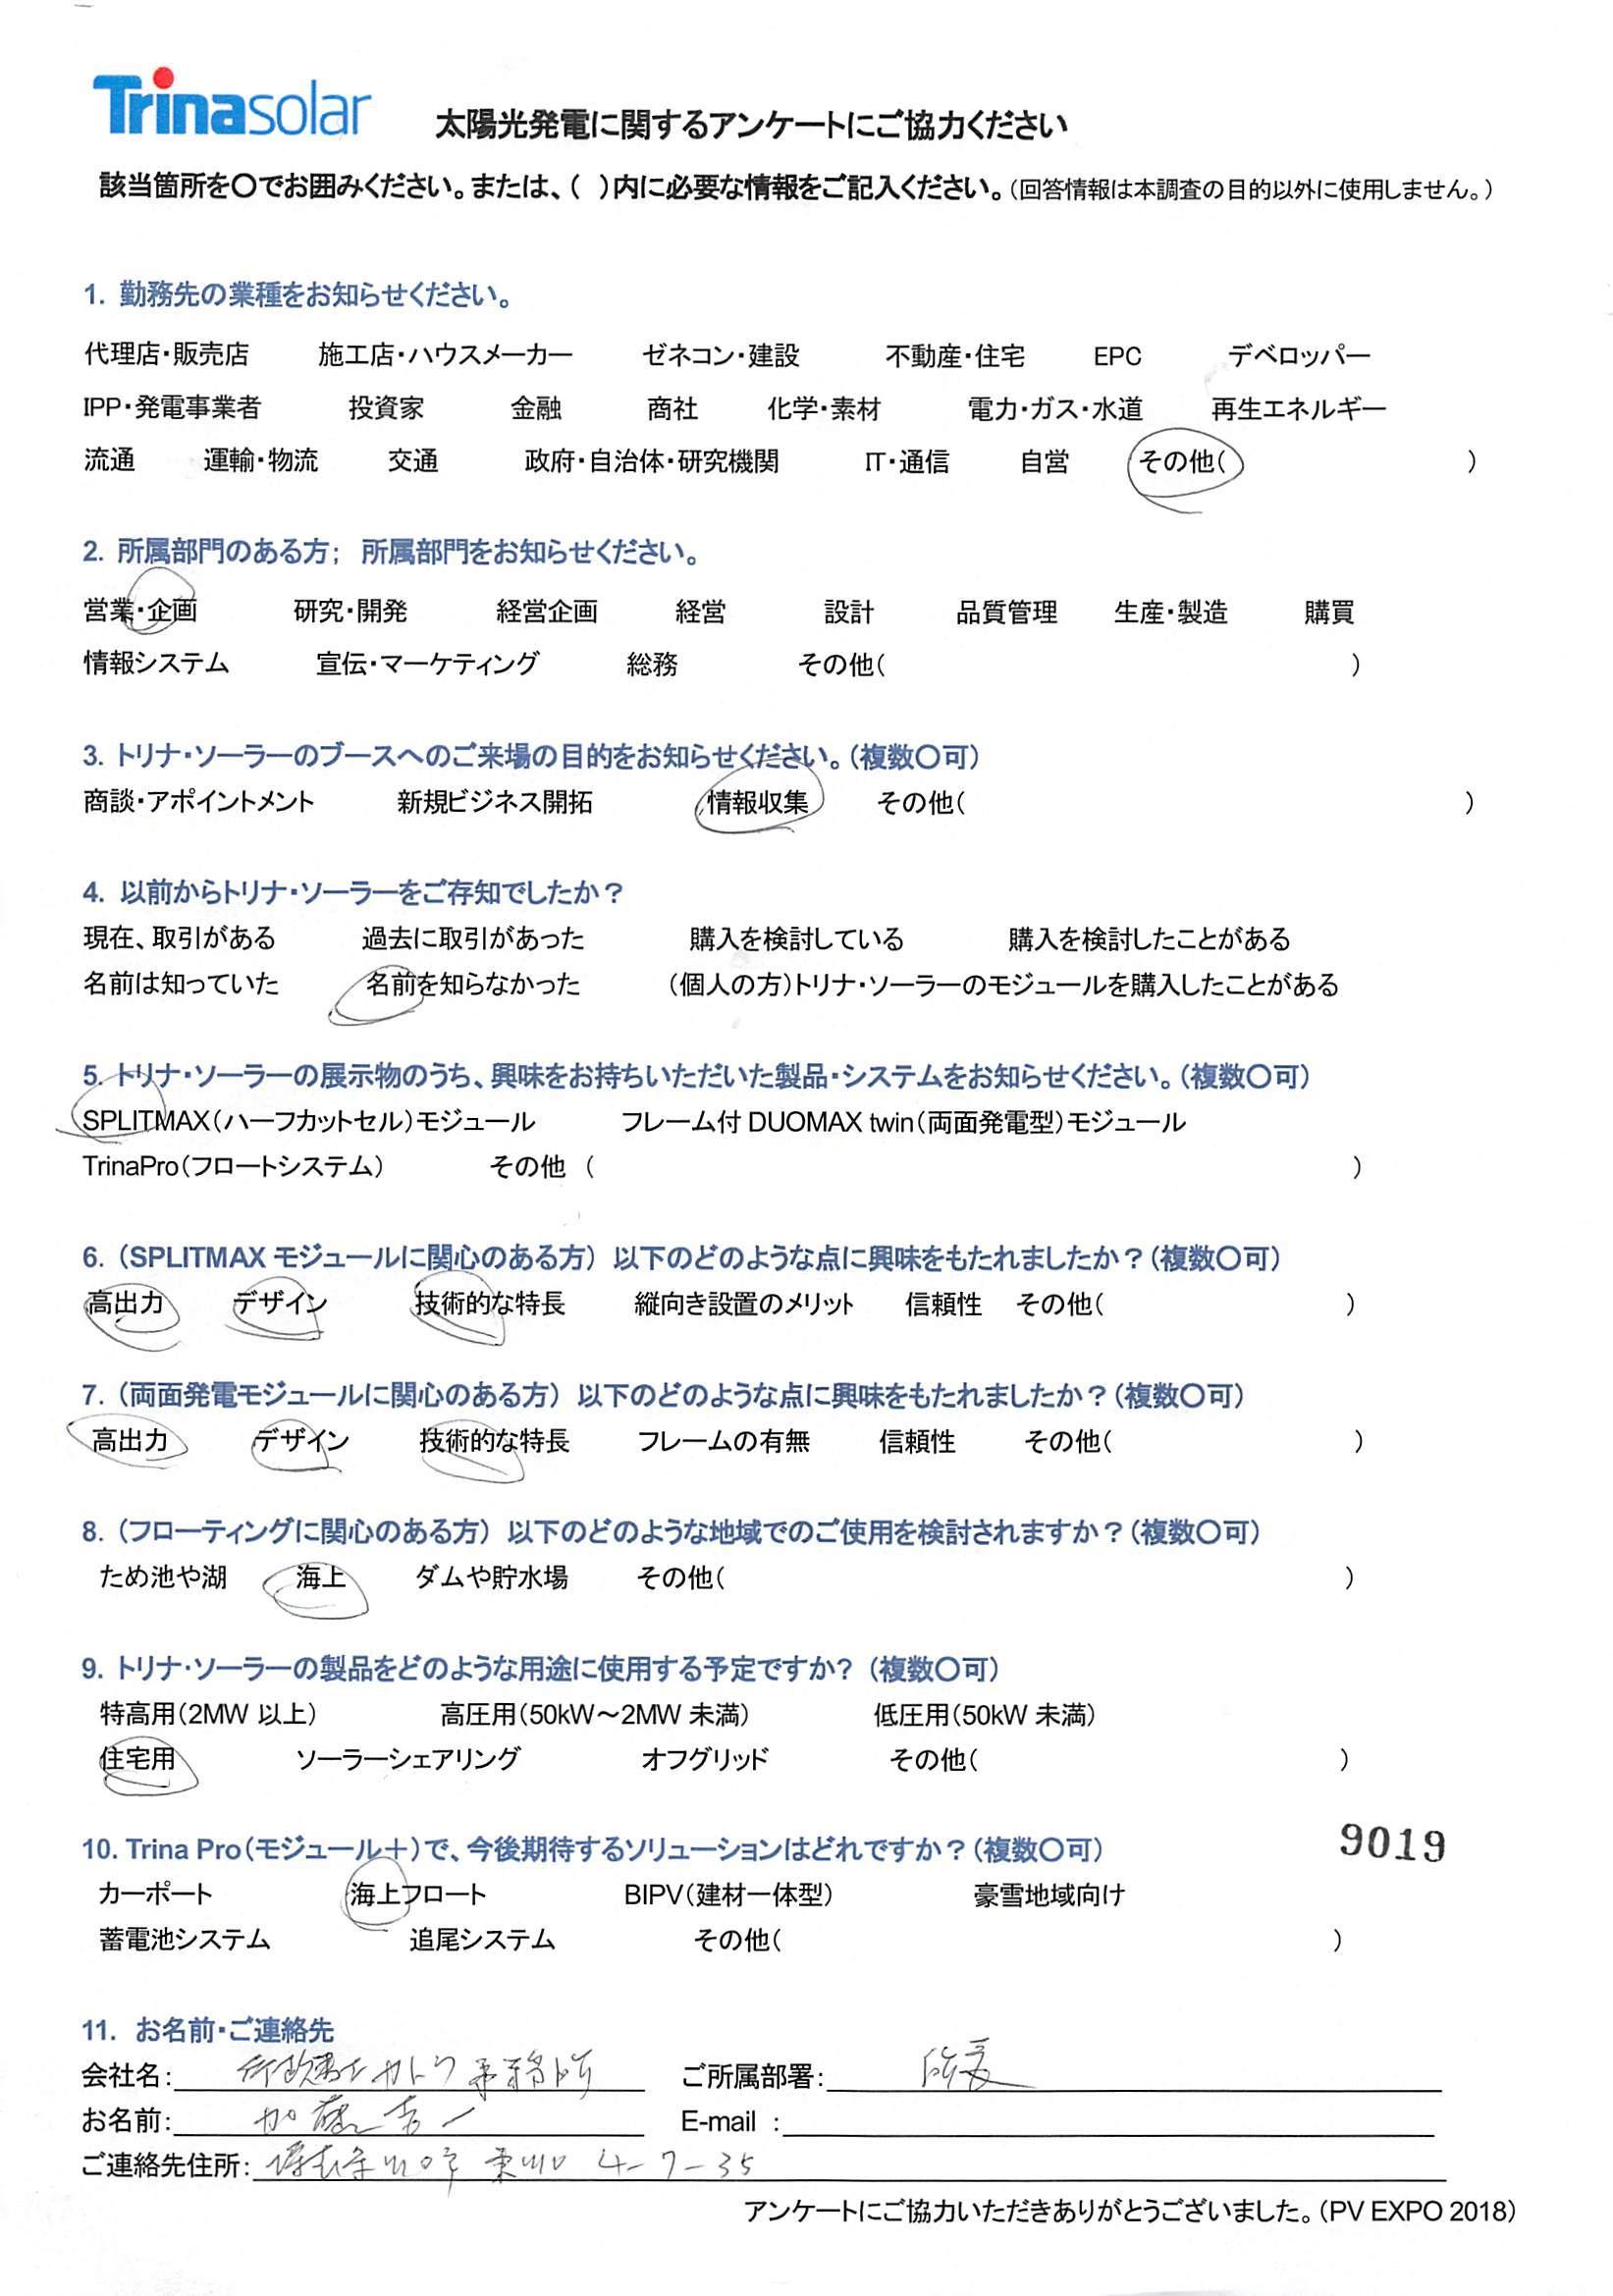 Trinasolar
太陽光発電に関するアンケートにご協力ください
該当箇所を〇でお囲みください。または、( )内に必要な情報をご記入ください。(回答情報は本調査の目的以外に使用しません。)
1. 勤務先の業種をお知らせください。
代理店・販売店 施工店・ハウスメーカー ゼネコン・建設 不動産・住宅 EPC デベロッパー
IPP・発電事業者 投資家 金融 商社 化学・素材 電力・ガス・水道 再生エネルギー
流通 運輸・物流 交通 政府・自治体・研究機関 IT・通信 自営 その他( )
2. 所属部門のある方; 所属部門をお知らせください。
営業・企画 研究・開発 経営企画 経営 設計 品質管理 生産・製造 購買
情報システム 宣伝・マーケティング 総務 その他( )
3. トリナ・ソーラーのブースへのご来場の目的をお知らせください。(複数〇可)
商談・アポイントメント 新規ビジネス開拓 情報収集 その他( )
4. 以前からトリナ・ソーラーをご存知でしたか?
現在、取引がある 過去に取引があった 購入を検討している 購入を検討したことがある
名前は知っていた 名前を知らなかった (個人の方)トリナ・ソーラーのモジュールを購入したことがある
5. トリナ・ソーラーの展示物のうち、興味をお持ちいただいた製品・システムをお知らせください。(複数〇可)
SPLITMAX(ハーフカットセル)モジュール フレーム付 DUOMAX twin(両面発電型)モジュール
TrinaPro(フロートシステム) その他 ( )
6. (SPLITMAX モジュールに関心のある方) 以下のどのような点に興味をもたれましたか?(複数〇可)
高出力 デザイン 技術的な特長 縦向き設置のメリット 信頼性 その他( )
7. (両面発電モジュールに関心のある方) 以下のどのような点に興味をもたれましたか?(複数〇可)
高出力 デザイン 技術的な特長 フレームの有無 信頼性 その他( )
8. (フローティングに関心のある方) 以下のどのような地域でのご使用を検討されますか?(複数〇可)
ため池や湖 海上 ダムや貯水場 その他( )
9. トリナ・ソーラーの製品をどのような用途に使用する予定ですか? (複数〇可)
特高用(2MW 以上) 高圧用(50kW～2MW 未満) 低圧用(50kW 未満)
住宅用 ソーラーシェアリング オフグリッド その他( )
10. Trina Pro(モジュール+)で、今後期待するソリューションはどれですか?(複数〇可)
9019
カーポート 海上フロート BIPV(建材一体型) 豪雪地域向け
蓄電池システム 追尾システム その他( )
11. お名前・ご連絡先
会社名: 行政書士カトウ事務所 ご所属部署:
お名前: 加藤 E-mail :
ご連絡先住所: 4-7-35
アンケートにご協力いただきありがとうございました。(PV EXPO 2018)